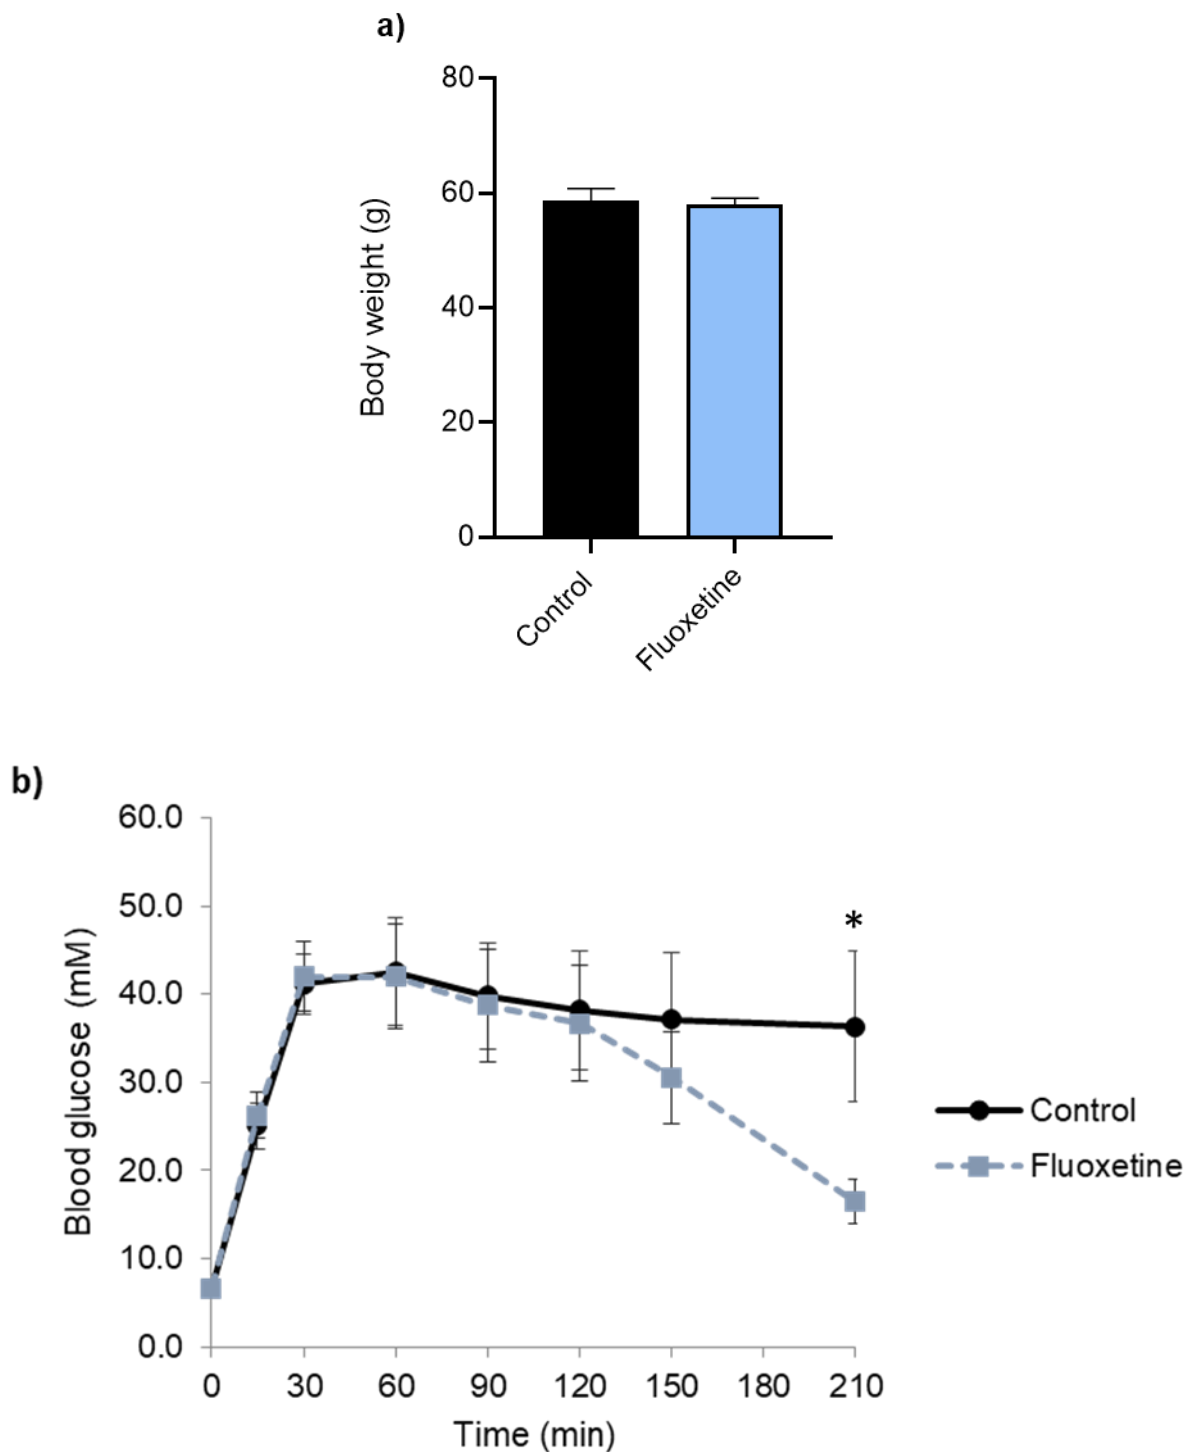 a)
80
60
40
20
0
Body weight (g)
Control
Fluoxetine
b)
60.0
50.0
40.0
30.0
20.0
10.0
0.0
Blood glucose (mM)
*
0 30 60 90 120 150 180 210
Time (min)
Control
Fluoxetine